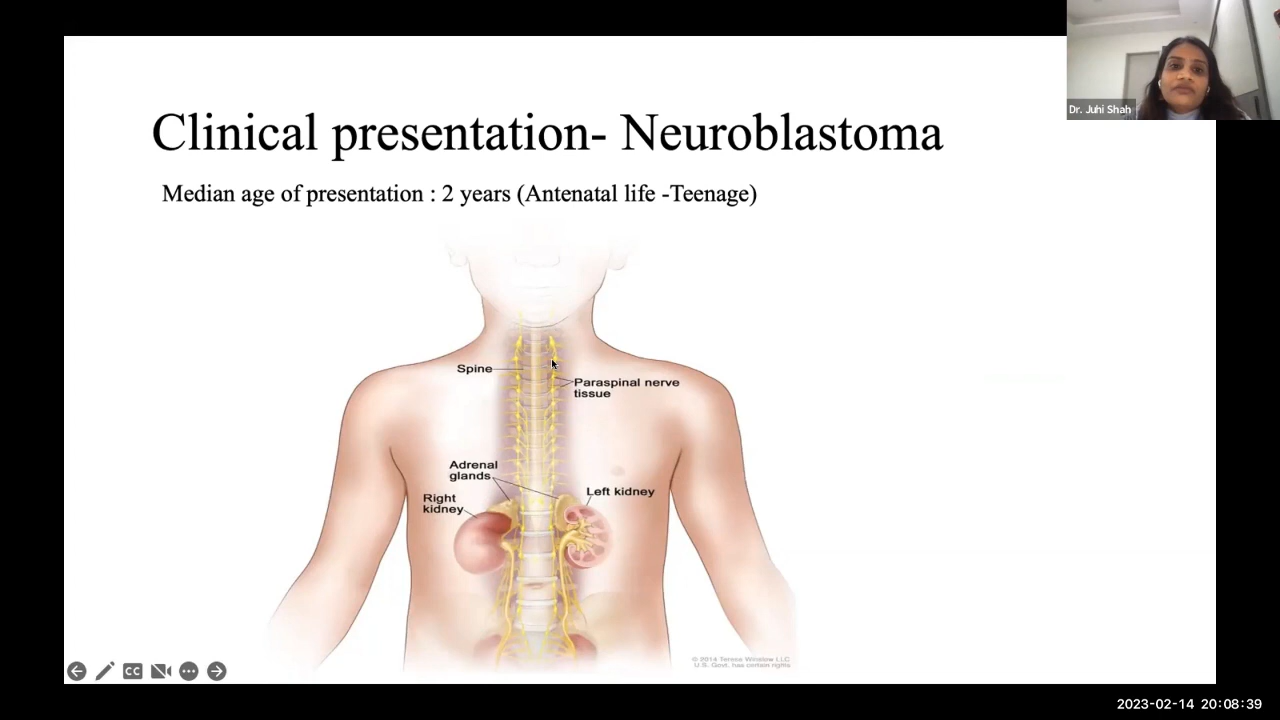 Dr. Juhi Shah
Clinical presentation- Neuroblastoma
Median age of presentation : 2 years (Antenatal life -Teenage)
Spine
Paraspinal nerve
tissue
Adrenal
glands
Left kidney
Right
kidney
© 2014 Terese Winslow LLC
U.S. Govt. has certain rights
CC
2023-02-14 20:08:39